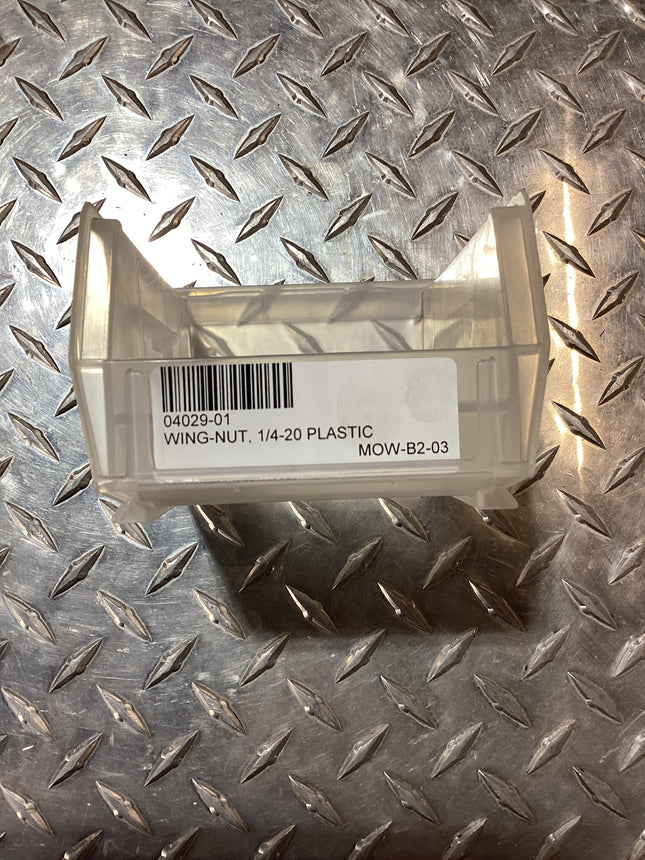 04029-01
WING-NUT, 1/4-20 PLASTIC
MOW-B2-03